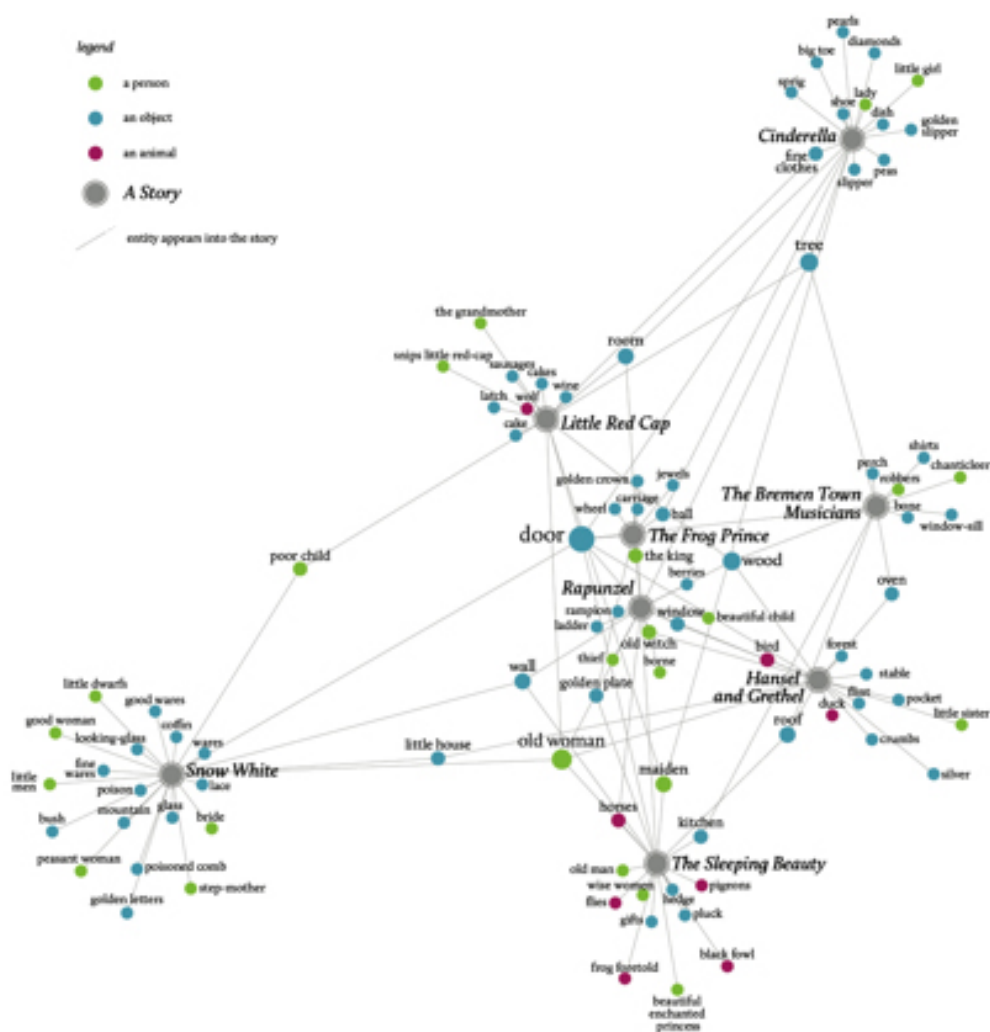 legend
a person
an object
an animal
A Story
entity appears into the story
pearls
diamonds
big toe
little girl
sprig
lady
shoe
dish
golden
slipper
Cinderella
fine
clothes
peas
slipper
tree
the grandmother
room
snips little red-cap
sausages
cakes
wine
latch
wolf
cake
Little Red Cap
golden crown
jewels
carriage
wheel
ball
door
The Frog Prince
the king
wood
berries
perch
shirts
chanticleer
robbers
The Bremen Town
Musicians
bone
window-sill
oven
poor child
Rapunzel
rampion
window
beautiful child
ladder
old witch
thief
borne
bird
forest
Hansel
and Grethel
stable
flint
pocket
duck
little sister
roof
crumbs
silver
wall
golden plate
little house
old woman
maiden
little dwarfs
good wares
good woman
coffin
looking-glass
wares
fine
wares
Snow White
little
men
poison
lace
mountain
glass
bride
bush
peasant woman
poisoned comb
step-mother
golden letters
horses
kitchen
The Sleeping Beauty
old man
wise women
pigeons
flies
hedge
gifts
pluck
black fowl
frog foretold
beautiful
enchanted
princess